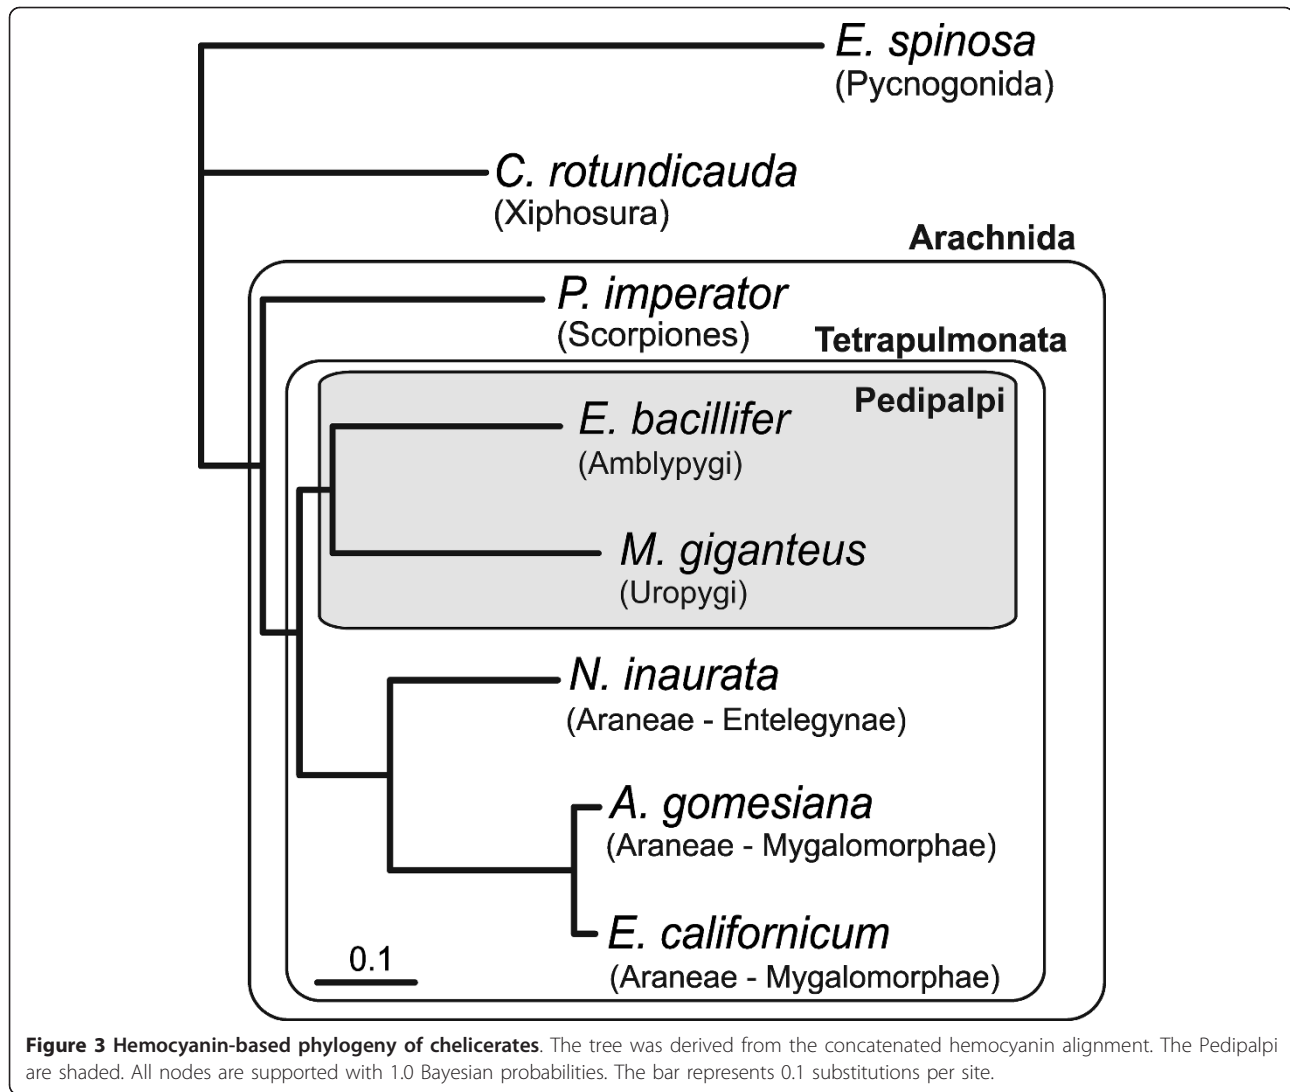 E. spinosa
(Pycnogonida)
C. rotundicauda
(Xiphosura)
Arachnida
P. imperator
(Scorpiones)
Tetrapulmonata
Pedipalpi
E. bacillifer
(Amblypygi)
M. giganteus
(Uropygi)
N. inaurata
(Araneae - Entelegynae)
A. gomesiana
(Araneae - Mygalomorphae)
E. californicum
(Araneae - Mygalomorphae)
0.1
Figure 3 Hemocyanin-based phylogeny of chelicerates. The tree was derived from the concatenated hemocyanin alignment. The Pedipalpi
are shaded. All nodes are supported with 1.0 Bayesian probabilities. The bar represents 0.1 substitutions per site.